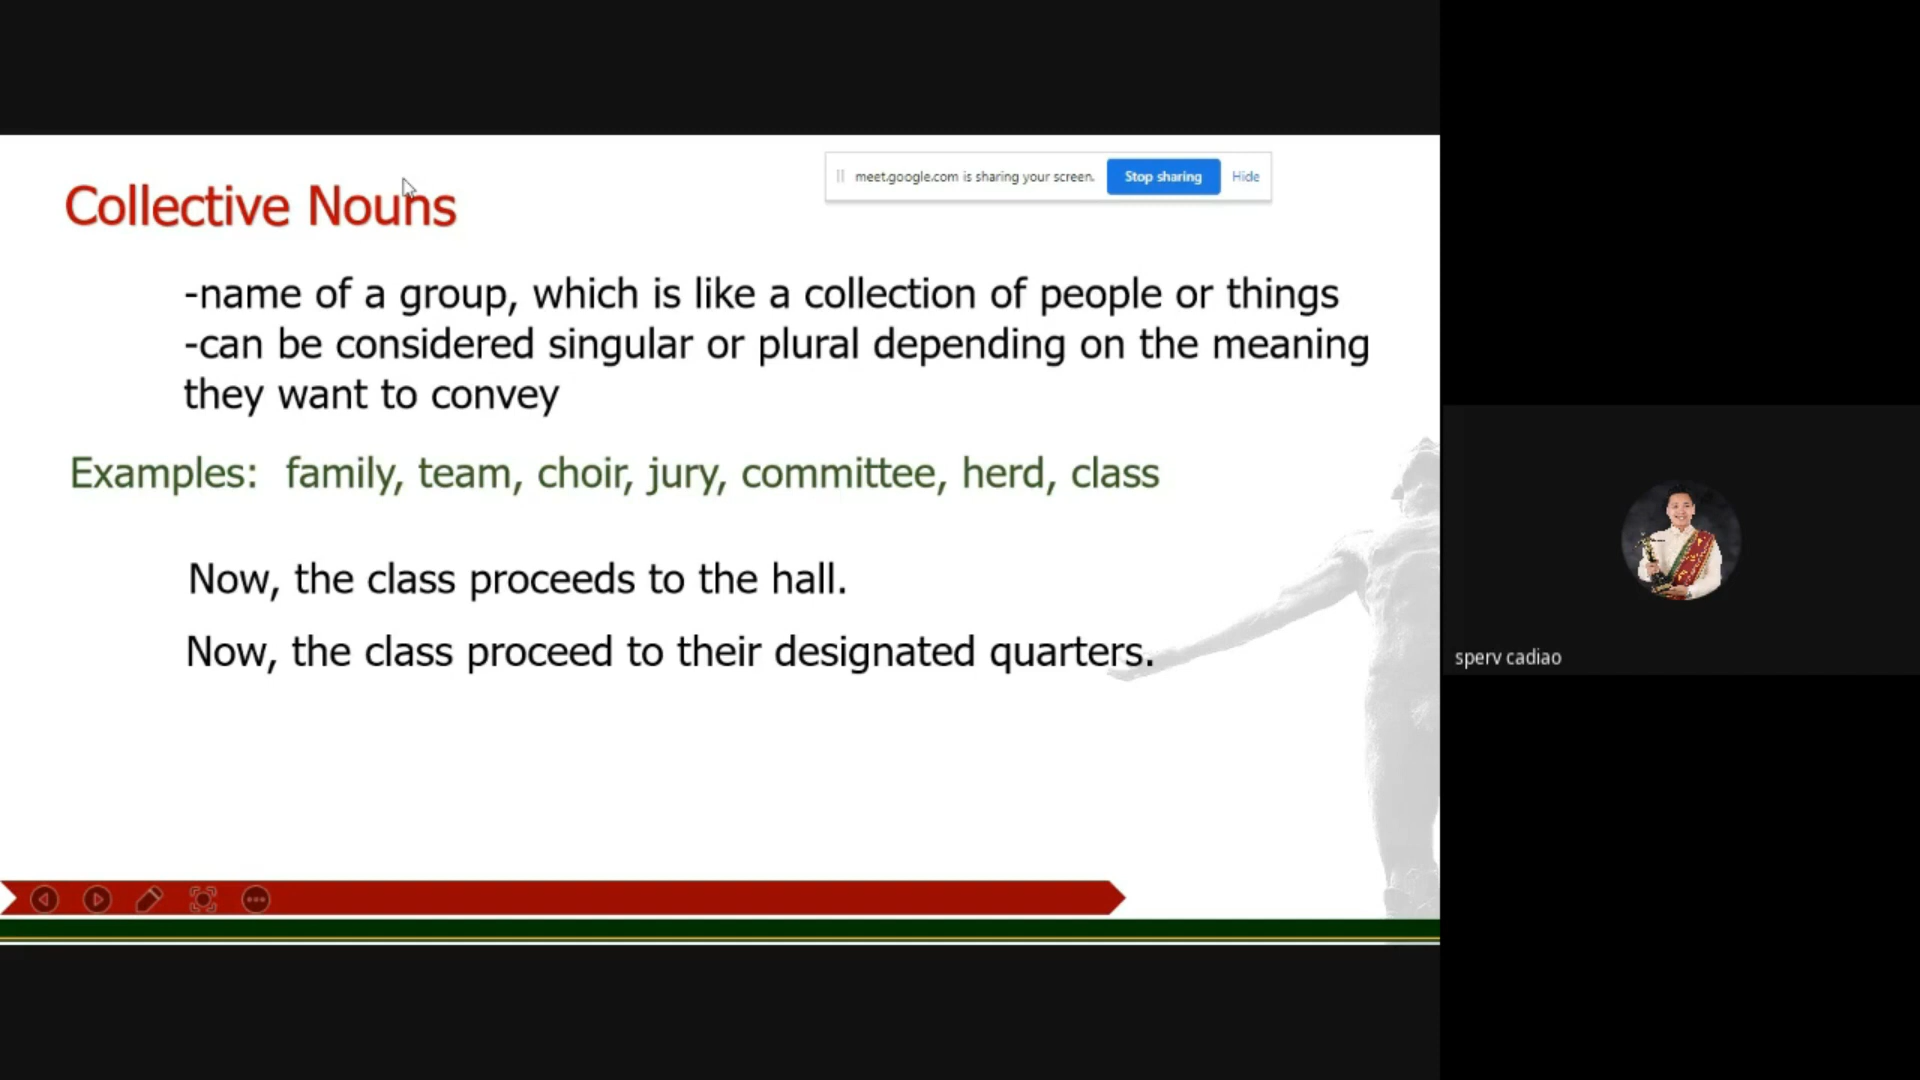 meet.google.com is sharing your screen. Stop sharing Hide
Collective Nouns
-name of a group, which is like a collection of people or things
-can be considered singular or plural depending on the meaning
they want to convey
Examples: family, team, choir, jury, committee, herd, class
Now, the class proceeds to the hall.
Now, the class proceed to their designated quarters.
sperv cadiao